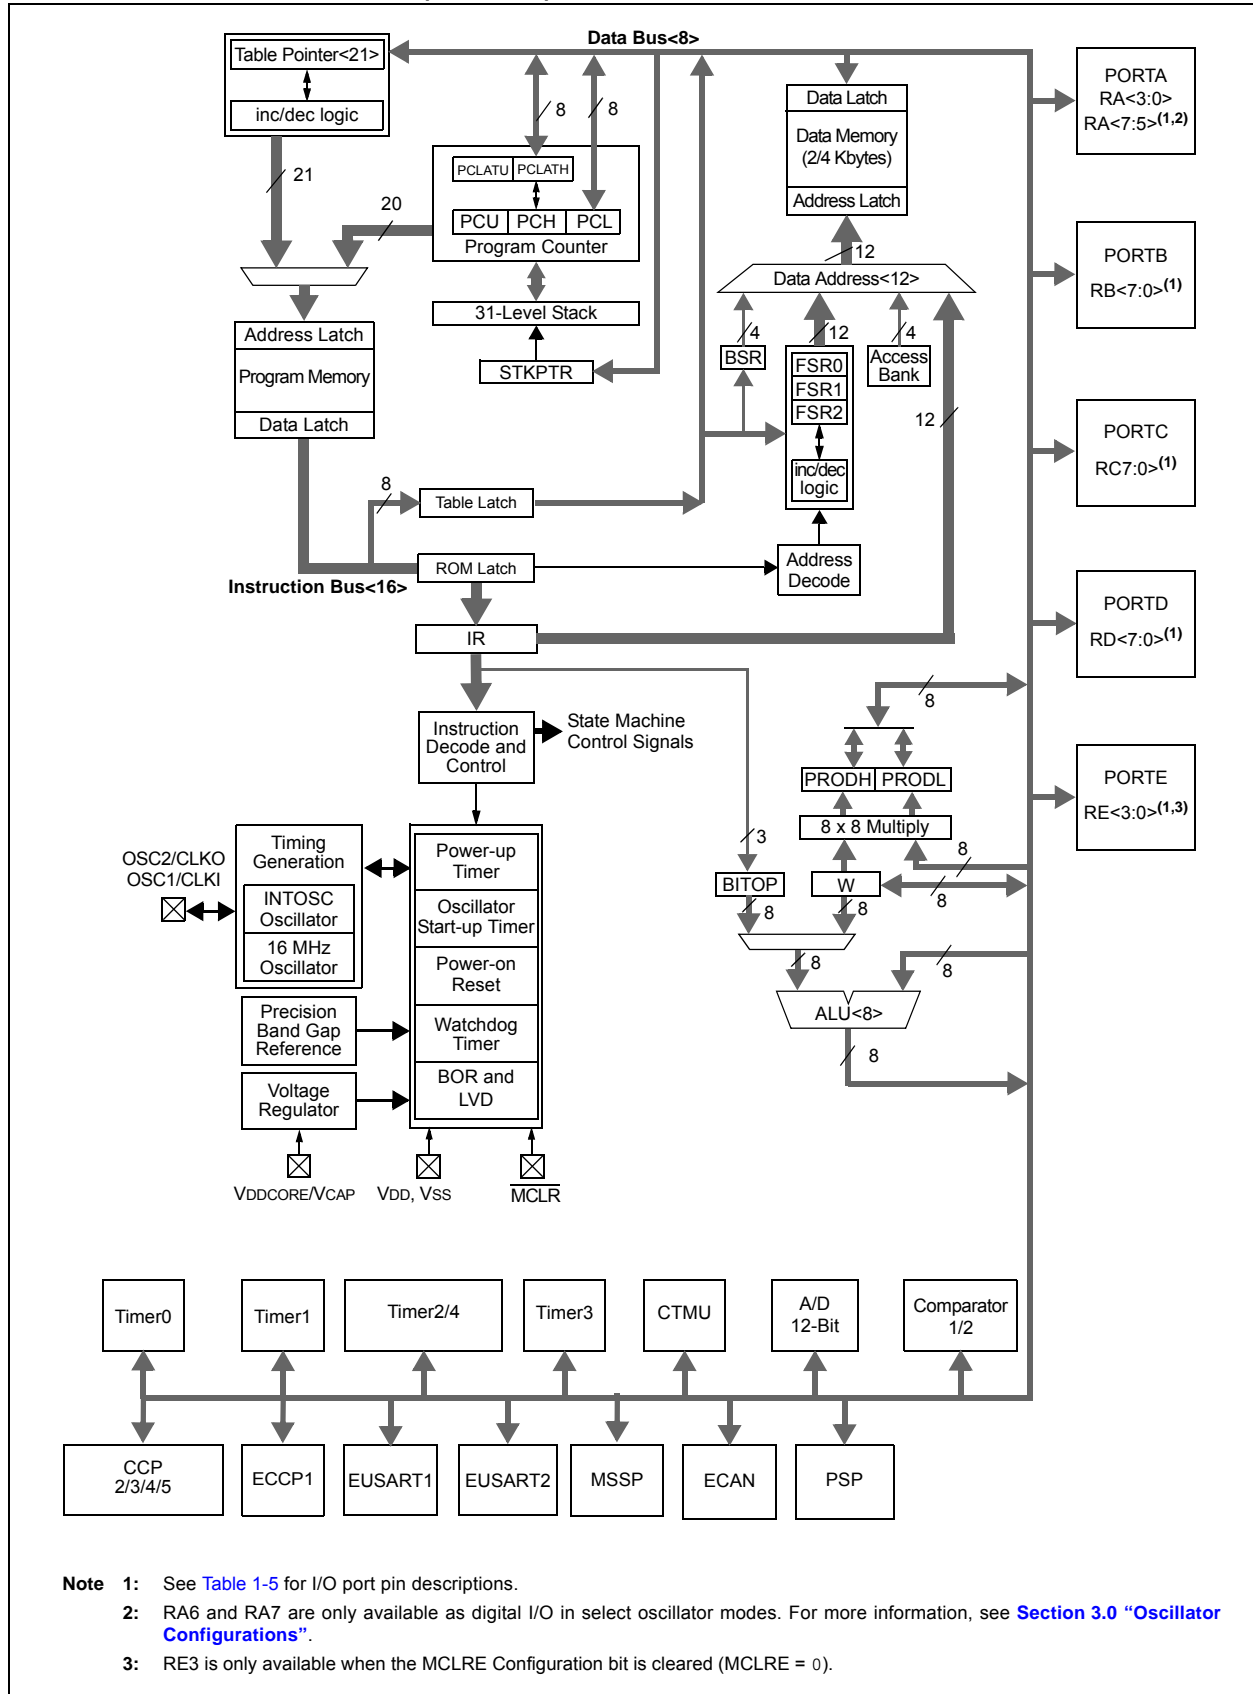 Data Bus<8>
Table Pointer<21>
inc/dec logic
21
20
8
8
PCLATU PCLATH
PCU PCH PCL
Program Counter
31-Level Stack
STKPTR
Data Latch
Data Memory
(2/4 Kbytes)
Address Latch
12
Data Address<12>
4
12
4
BSR
FSR0
FSR1
FSR2
inc/dec
logic
Access
Bank
12
Address
Decode
Address Latch
Program Memory
Data Latch
8
Table Latch
ROM Latch
Instruction Bus<16>
IR
Instruction
Decode and
Control
State Machine
Control Signals
PORTA
RA<3:0>
RA<7:5>(1,2)
PORTB
RB<7:0>(1)
PORTC
RC7:0>(1)
PORTD
RD<7:0>(1)
PORTE
RE<3:0>(1,3)
8
PRODH PRODL
8 x 8 Multiply
3
8
BITOP
W
8
8
8
8
8
ALU<8>
8
OSC2/CLKO
OSC1/CLKI
Timing
Generation
INTOSC
Oscillator
16 MHz
Oscillator
Precision
Band Gap
Reference
Voltage
Regulator
Power-up
Timer
Oscillator
Start-up Timer
Power-on
Reset
Watchdog
Timer
BOR and
LVD
VDDCORE/VCAP
VDD, VSS
MCLR
Timer0
Timer1
Timer2/4
Timer3
CTMU
A/D
12-Bit
Comparator
1/2
CCP
2/3/4/5
ECCP1
EUSART1
EUSART2
MSSP
ECAN
PSP
Note 1: See Table 1-5 for I/O port pin descriptions.
2: RA6 and RA7 are only available as digital I/O in select oscillator modes. For more information, see Section 3.0 “Oscillator
Configurations”.
3: RE3 is only available when the MCLRE Configuration bit is cleared (MCLRE = 0).